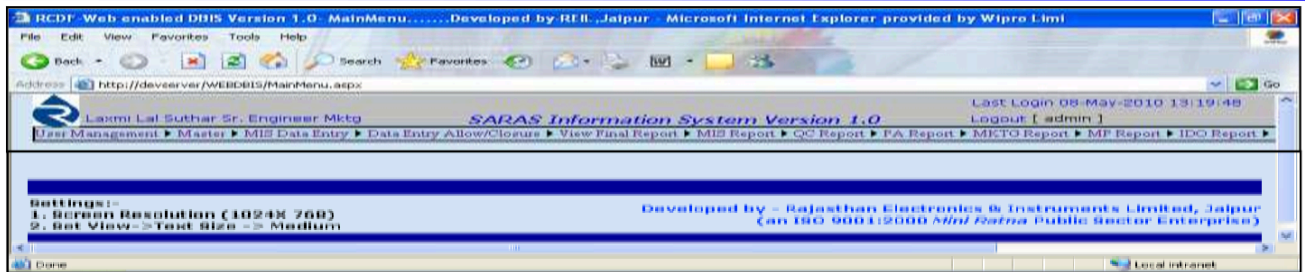 RCDF-Web enabled DBIS Version 1.0- MainMenu.......Developed by-REIL,Jaipur - Microsoft Internet Explorer provided by Wipro Limi
File Edit View Favorites Tools Help
Back Search Favorites
Address http://devserver/WEBDBIS/MainMenu.aspx Go
Last Login 08-May-2010 13:19:48
Laxmi Lal Suthar Sr. Engineer Mktg SARAS Information System Version 1.0 Logout [ admin ]
User Management Master MIS Data Entry Data Entry Allow/Closure View Final Report MIS Report QC Report PA Report MKTG Report MP Report IDO Report
Settings:-
1. Screen Resolution (1024X 768)
2. Set View->Text Size -> Medium
Developed by - Rajasthan Electronics & Instruments Limited, Jaipur
(an ISO 9001:2000 Mini Ratna Public Sector Enterprise)
Done Local intranet